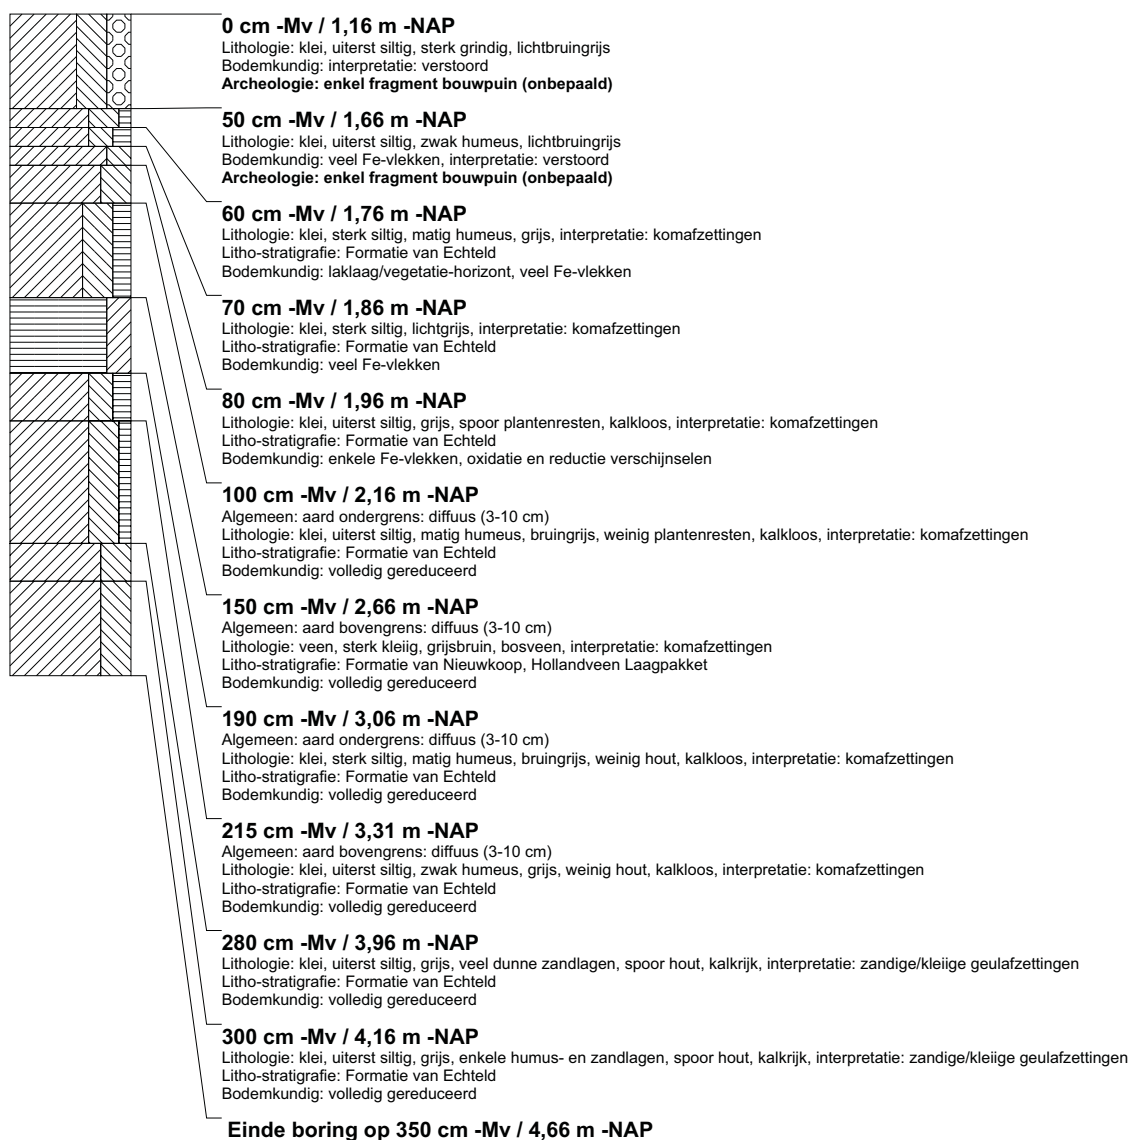 0 cm -Mv / 1,16 m -NAP
Lithologie: klei, uiterst siltig, sterk grindig, lichtbruingrijs
Bodemkundig: interpretatie: verstoord
Archeologie: enkel fragment bouwpuin (onbepaald)
50 cm -Mv / 1,66 m -NAP
Lithologie: klei, uiterst siltig, zwak humeus, lichtbruingrijs
Bodemkundig: veel Fe-vlekken, interpretatie: verstoord
Archeologie: enkel fragment bouwpuin (onbepaald)
60 cm -Mv / 1,76 m -NAP
Lithologie: klei, sterk siltig, matig humeus, grijs, interpretatie: komafzettingen
Litho-stratigrafie: Formatie van Echteld
Bodemkundig: laklaag/vegetatie-horizont, veel Fe-vlekken
70 cm -Mv / 1,86 m -NAP
Lithologie: klei, sterk siltig, lichtgrijs, interpretatie: komafzettingen
Litho-stratigrafie: Formatie van Echteld
Bodemkundig: veel Fe-vlekken
80 cm -Mv / 1,96 m -NAP
Lithologie: klei, uiterst siltig, grijs, spoor plantenresten, kalkloos, interpretatie: komafzettingen
Litho-stratigrafie: Formatie van Echteld
Bodemkundig: enkele Fe-vlekken, oxidatie en reductie verschijnselen
100 cm -Mv / 2,16 m -NAP
Algemeen: aard ondergrens: diffuus (3-10 cm)
Lithologie: klei, uiterst siltig, matig humeus, bruingrijs, weinig plantenresten, kalkloos, interpretatie: komafzettingen
Litho-stratigrafie: Formatie van Echteld
Bodemkundig: volledig gereduceerd
150 cm -Mv / 2,66 m -NAP
Algemeen: aard bovengrens: diffuus (3-10 cm)
Lithologie: veen, sterk kleiig, grijsbruin, bosveen, interpretatie: komafzettingen
Litho-stratigrafie: Formatie van Nieuwkoop, Hollandveen Laagpakket
Bodemkundig: volledig gereduceerd
190 cm -Mv / 3,06 m -NAP
Algemeen: aard ondergrens: diffuus (3-10 cm)
Lithologie: klei, sterk siltig, matig humeus, bruingrijs, weinig hout, kalkloos, interpretatie: komafzettingen
Litho-stratigrafie: Formatie van Echteld
Bodemkundig: volledig gereduceerd
215 cm -Mv / 3,31 m -NAP
Algemeen: aard bovengrens: diffuus (3-10 cm)
Lithologie: klei, uiterst siltig, zwak humeus, grijs, weinig hout, kalkloos, interpretatie: komafzettingen
Litho-stratigrafie: Formatie van Echteld
Bodemkundig: volledig gereduceerd
280 cm -Mv / 3,96 m -NAP
Lithologie: klei, uiterst siltig, grijs, veel dunne zandlagen, spoor hout, kalkrijk, interpretatie: zandige/kleiige geulafzettingen
Litho-stratigrafie: Formatie van Echteld
Bodemkundig: volledig gereduceerd
300 cm -Mv / 4,16 m -NAP
Lithologie: klei, uiterst siltig, grijs, enkele humus- en zandlagen, spoor hout, kalkrijk, interpretatie: zandige/kleiige geulafzettingen
Litho-stratigrafie: Formatie van Echteld
Bodemkundig: volledig gereduceerd
Einde boring op 350 cm -Mv / 4,66 m -NAP